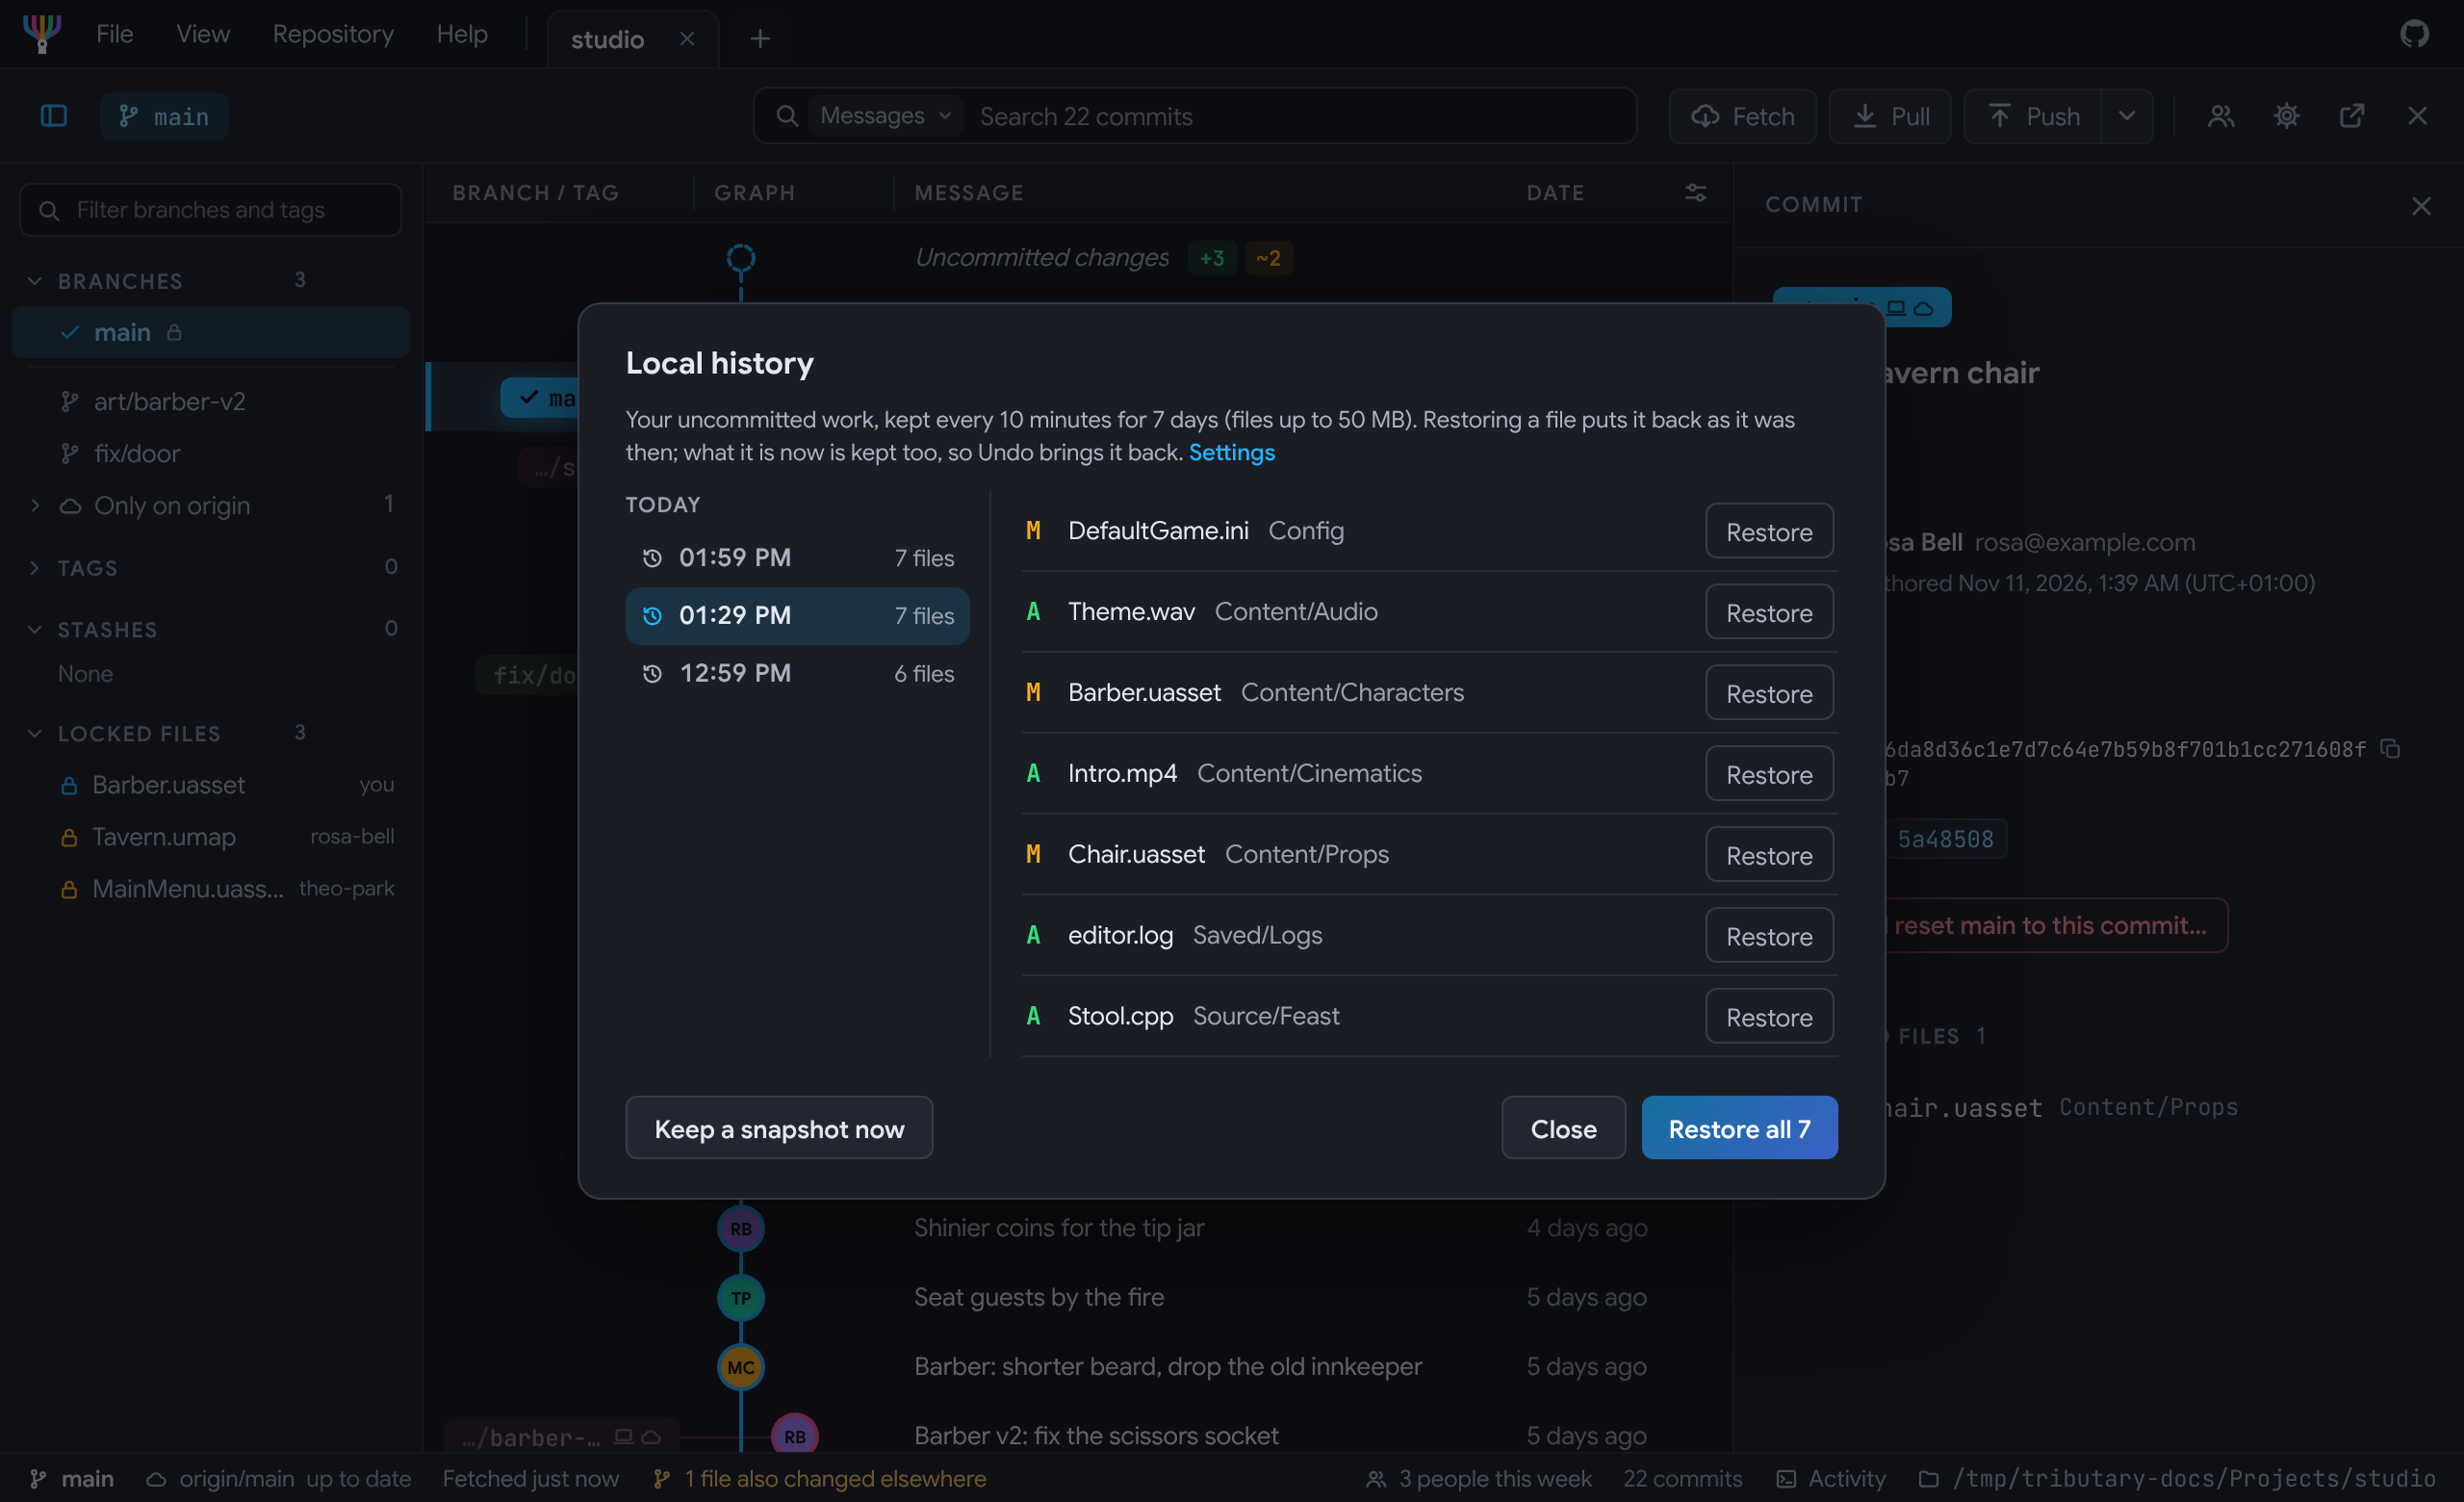 File View Repository Help studio
main Messages Search 22 commits Fetch Pull Push
Filter branches and tags
BRANCHES 3
main
art/barber-v2
fix/door
Only on origin 1
TAGS 0
STASHES 0
None
LOCKED FILES 3
Barber.uasset you
Tavern.umap rosa-bell
MainMenu.uass... theo-park
BRANCH / TAG GRAPH MESSAGE DATE
Uncommitted changes +3 ~2
…/s
fix/do
Local history
Your uncommitted work, kept every 10 minutes for 7 days (files up to 50 MB). Restoring a file puts it back as it was
then; what it is now is kept too, so Undo brings it back. Settings
TODAY
01:59 PM 7 files
01:29 PM 7 files
12:59 PM 6 files
M DefaultGame.ini Config Restore
A Theme.wav Content/Audio Restore
M Barber.uasset Content/Characters Restore
A Intro.mp4 Content/Cinematics Restore
M Chair.uasset Content/Props Restore
A editor.log Saved/Logs Restore
A Stool.cpp Source/Feast Restore
Keep a snapshot now Close Restore all 7
RB Shinier coins for the tip jar 4 days ago
TP Seat guests by the fire 5 days ago
MC Barber: shorter beard, drop the old innkeeper 5 days ago
…/barber-… RB Barber v2: fix the scissors socket 5 days ago
COMMIT
avern chair
sa Bell rosa@example.com
thored Nov 11, 2026, 1:39 AM (UTC+01:00)
6da8d36c1e7d7c64e7b59b8f701b1cc271608f
b7
5a48508
reset main to this commit...
FILES 1
hair.uasset Content/Props
main origin/main up to date Fetched just now 1 file also changed elsewhere 3 people this week 22 commits Activity /tmp/tributary-docs/Projects/studio